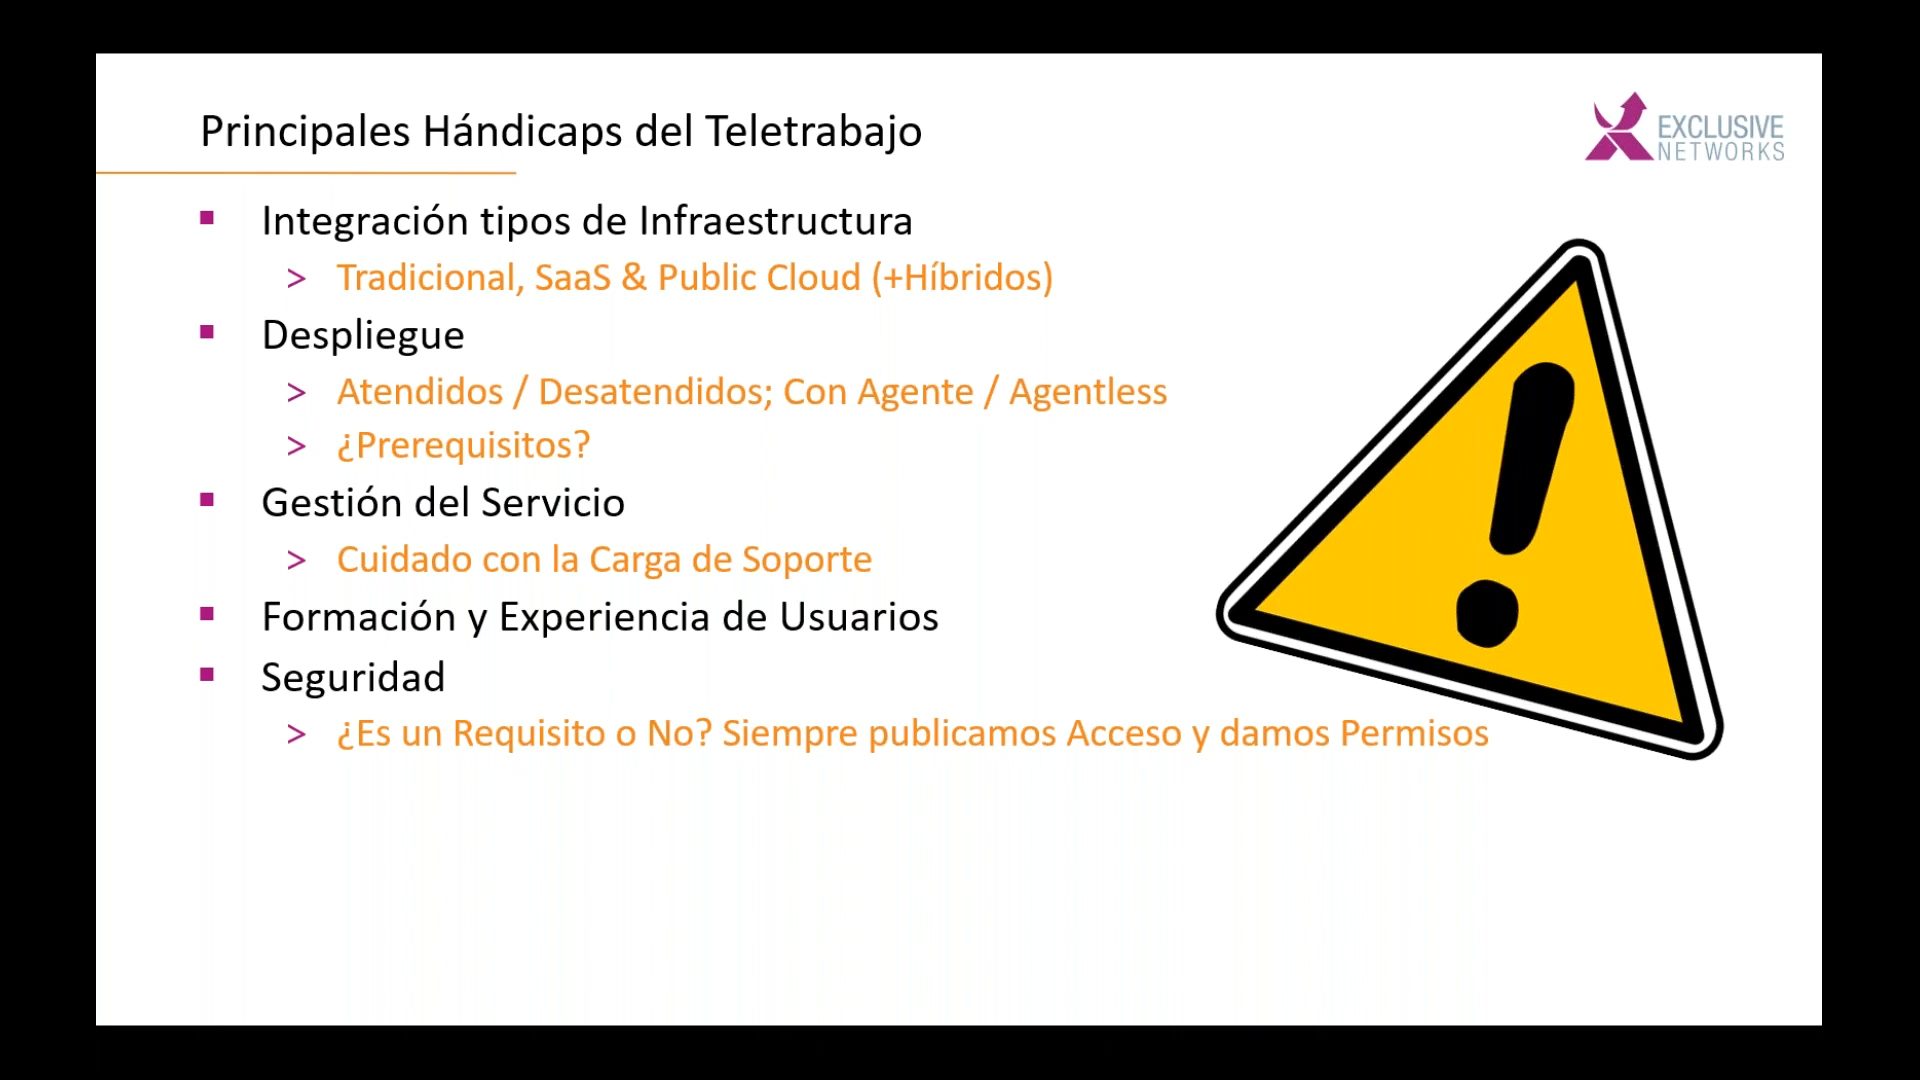 Principales Hándicaps del Teletrabajo
EXCLUSIVE
NETWORKS
▪ Integración tipos de Infraestructura
> Tradicional, SaaS & Public Cloud (+Híbridos)
▪ Despliegue
> Atendidos / Desatendidos; Con Agente / Agentless
> ¿Prerequisitos?
▪ Gestión del Servicio
> Cuidado con la Carga de Soporte
▪ Formación y Experiencia de Usuarios
▪ Seguridad
> ¿Es un Requisito o No? Siempre publicamos Acceso y damos Permisos